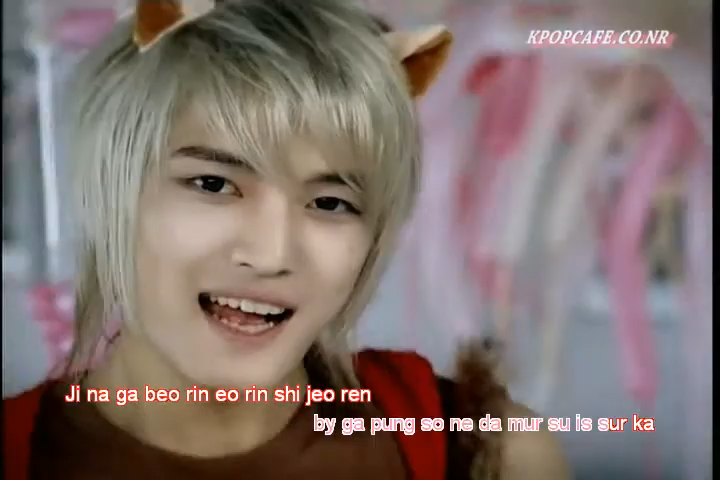 KPOPCAFE.CO.NR
Ji na ga beo rin eo rin shi jeo ren
by ga pung so ne da mur su is sur ka